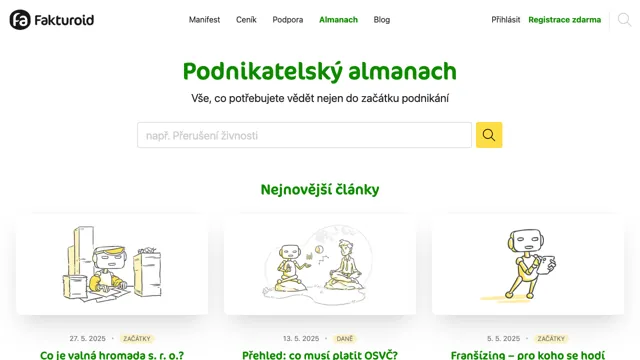 Fakturoid
Manifest Ceník Podpora Almanach Blog
Přihlásit Registrace zdarma
Podnikatelský almanach
Vše, co potřebujete vědět nejen do začátku podnikání
např. Přerušení živnosti
Nejnovější články
27. 5. 2025 • ZAČÁTKY
Co je valná hromada s. r. o.?
13. 5. 2025 • DANĚ
Přehled: co musí platit OSVČ?
5. 5. 2025 • ZAČÁTKY
Franšízing – pro koho se hodí